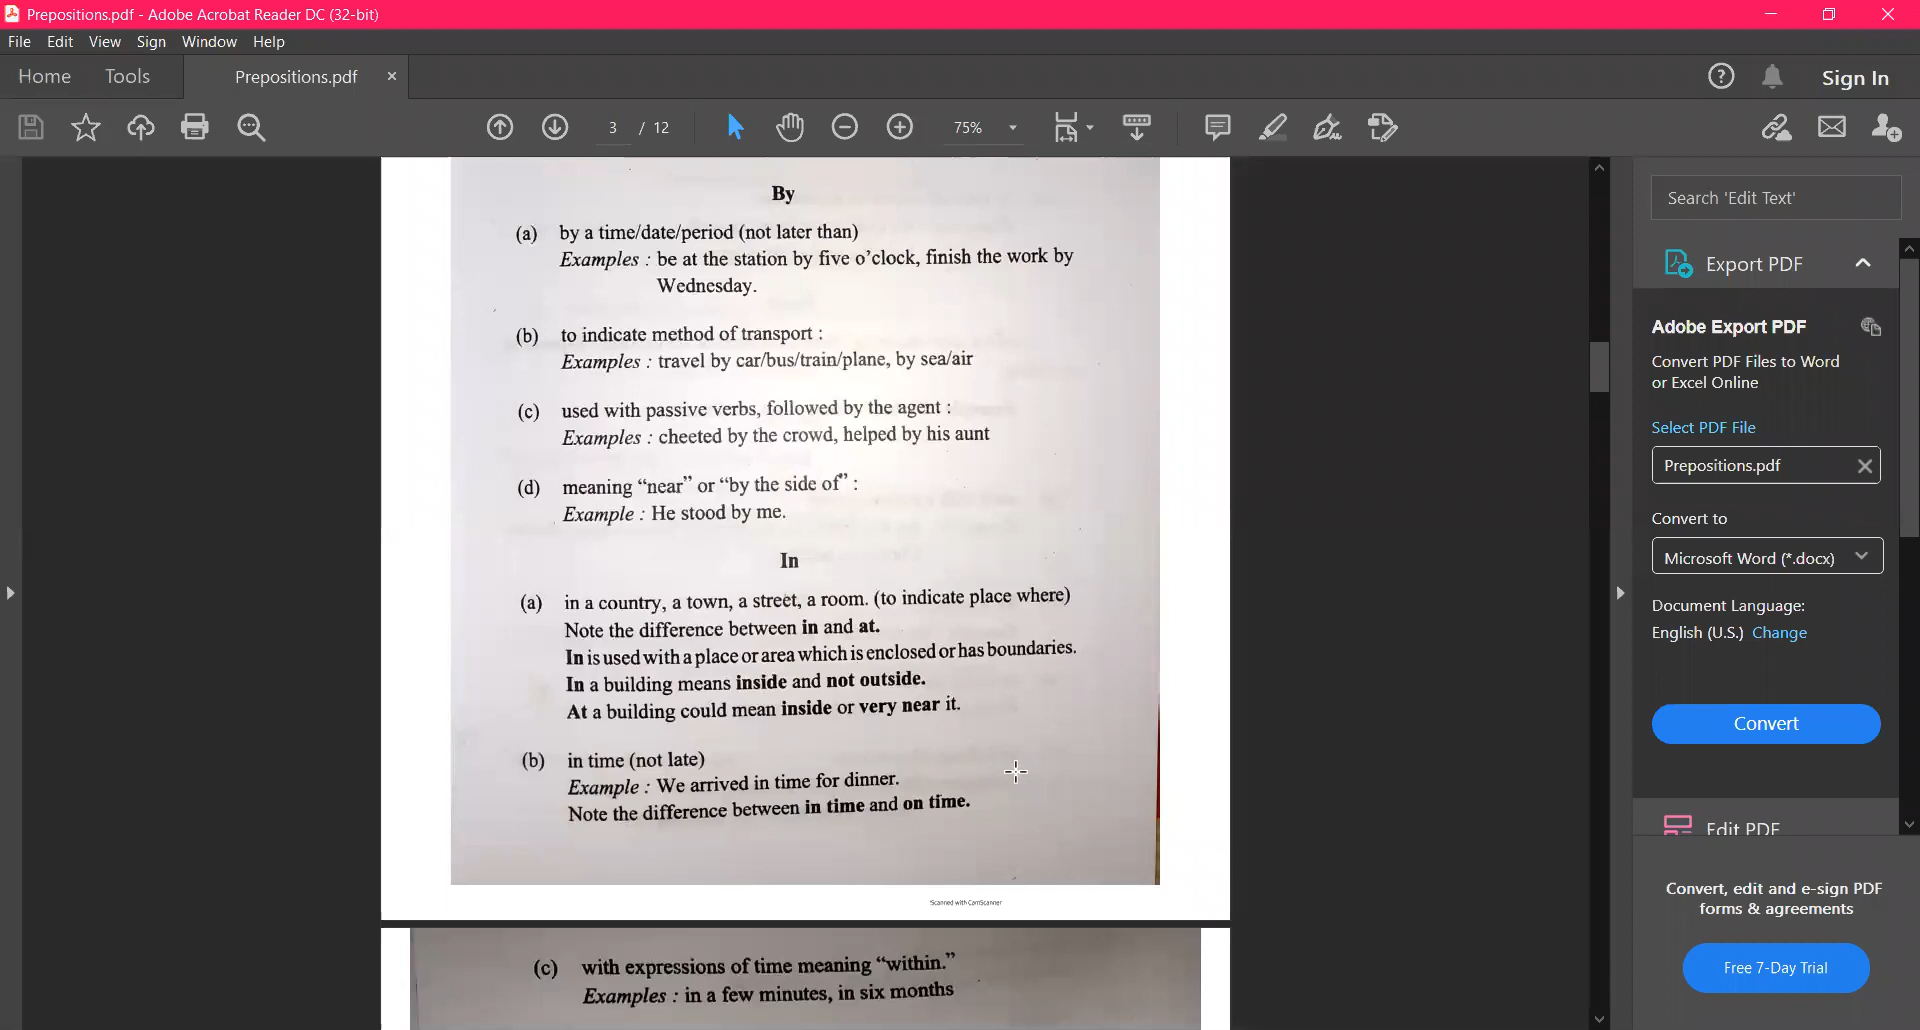 Prepositions.pdf - Adobe Acrobat Reader DC (32-bit)
File Edit View Sign Window Help
Home Tools Prepositions.pdf × Sign In
3 / 12 75%
By
(a) by a time/date/period (not later than)
Examples : be at the station by five o’clock, finish the work by
Wednesday.
(b) to indicate method of transport :
Examples : travel by car/bus/train/plane, by sea/air
(c) used with passive verbs, followed by the agent :
Examples : cheeted by the crowd, helped by his aunt
(d) meaning “near” or “by the side of” :
Example : He stood by me.
In
(a) in a country, a town, a street, a room. (to indicate place where)
Note the difference between in and at.
In is used with a place or area which is enclosed or has boundaries.
In a building means inside and not outside.
At a building could mean inside or very near it.
(b) in time (not late)
Example : We arrived in time for dinner.
Note the difference between in time and on time.
Scanned with CamScanner
(c) with expressions of time meaning “within.”
Examples : in a few minutes, in six months
Search 'Edit Text'
Export PDF
Adobe Export PDF
Convert PDF Files to Word
or Excel Online
Select PDF File
Prepositions.pdf
Convert to
Microsoft Word (*.docx)
Document Language:
English (U.S.) Change
Convert
Edit PDF
Convert, edit and e-sign PDF
forms & agreements
Free 7-Day Trial